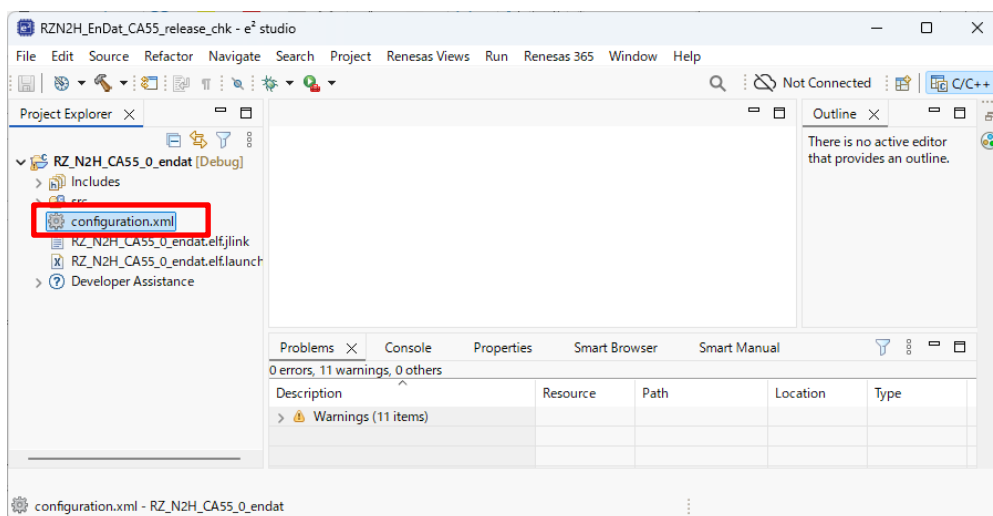 RZN2H_EnDat_CA55_release_chk - e² studio
File Edit Source Refactor Navigate Search Project Renesas Views Run Renesas 365 Window Help
Not Connected C/C++
Project Explorer
Outline
RZ_N2H_CA55_0_endat [Debug]
Includes
src
configuration.xml
RZ_N2H_CA55_0_endat.elf.jlink
RZ_N2H_CA55_0_endat.elf.launch
Developer Assistance
There is no active editor
that provides an outline.
Problems Console Properties Smart Browser Smart Manual
0 errors, 11 warnings, 0 others
Description Resource Path Location Type
Warnings (11 items)
configuration.xml - RZ_N2H_CA55_0_endat